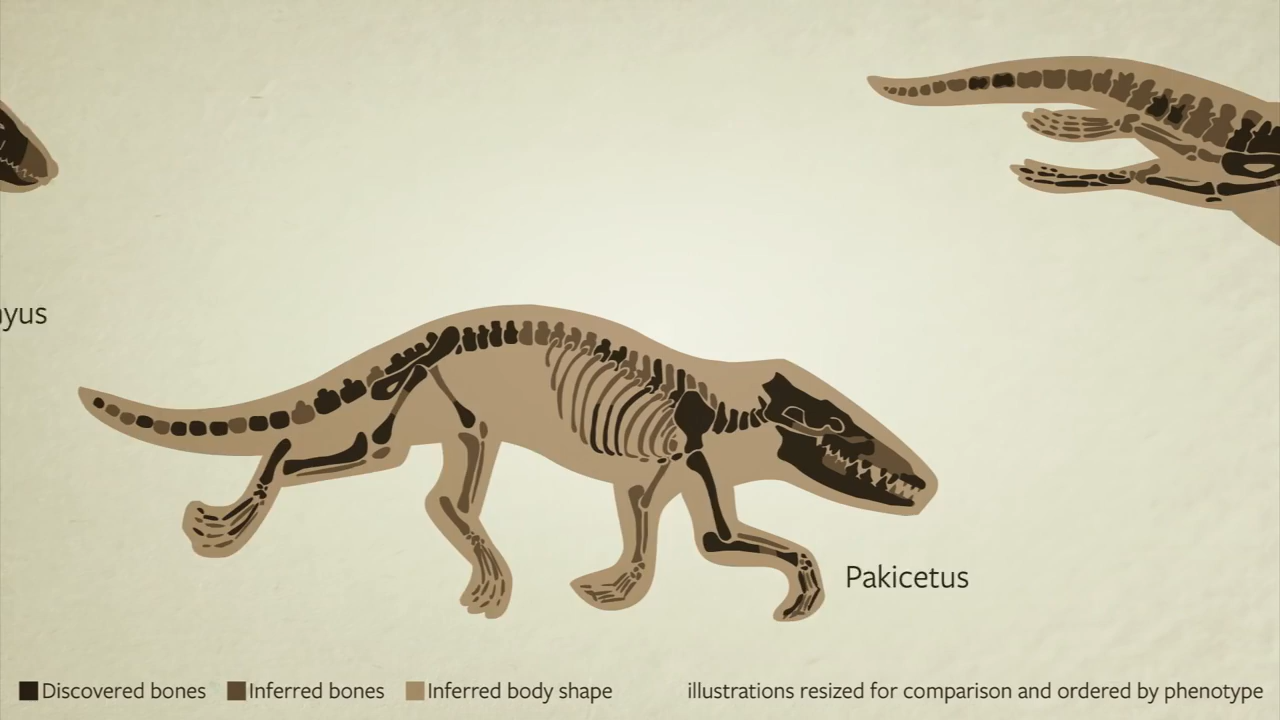 yus
Pakicetus
Discovered bones
Inferred bones
Inferred body shape
illustrations resized for comparison and ordered by phenotype